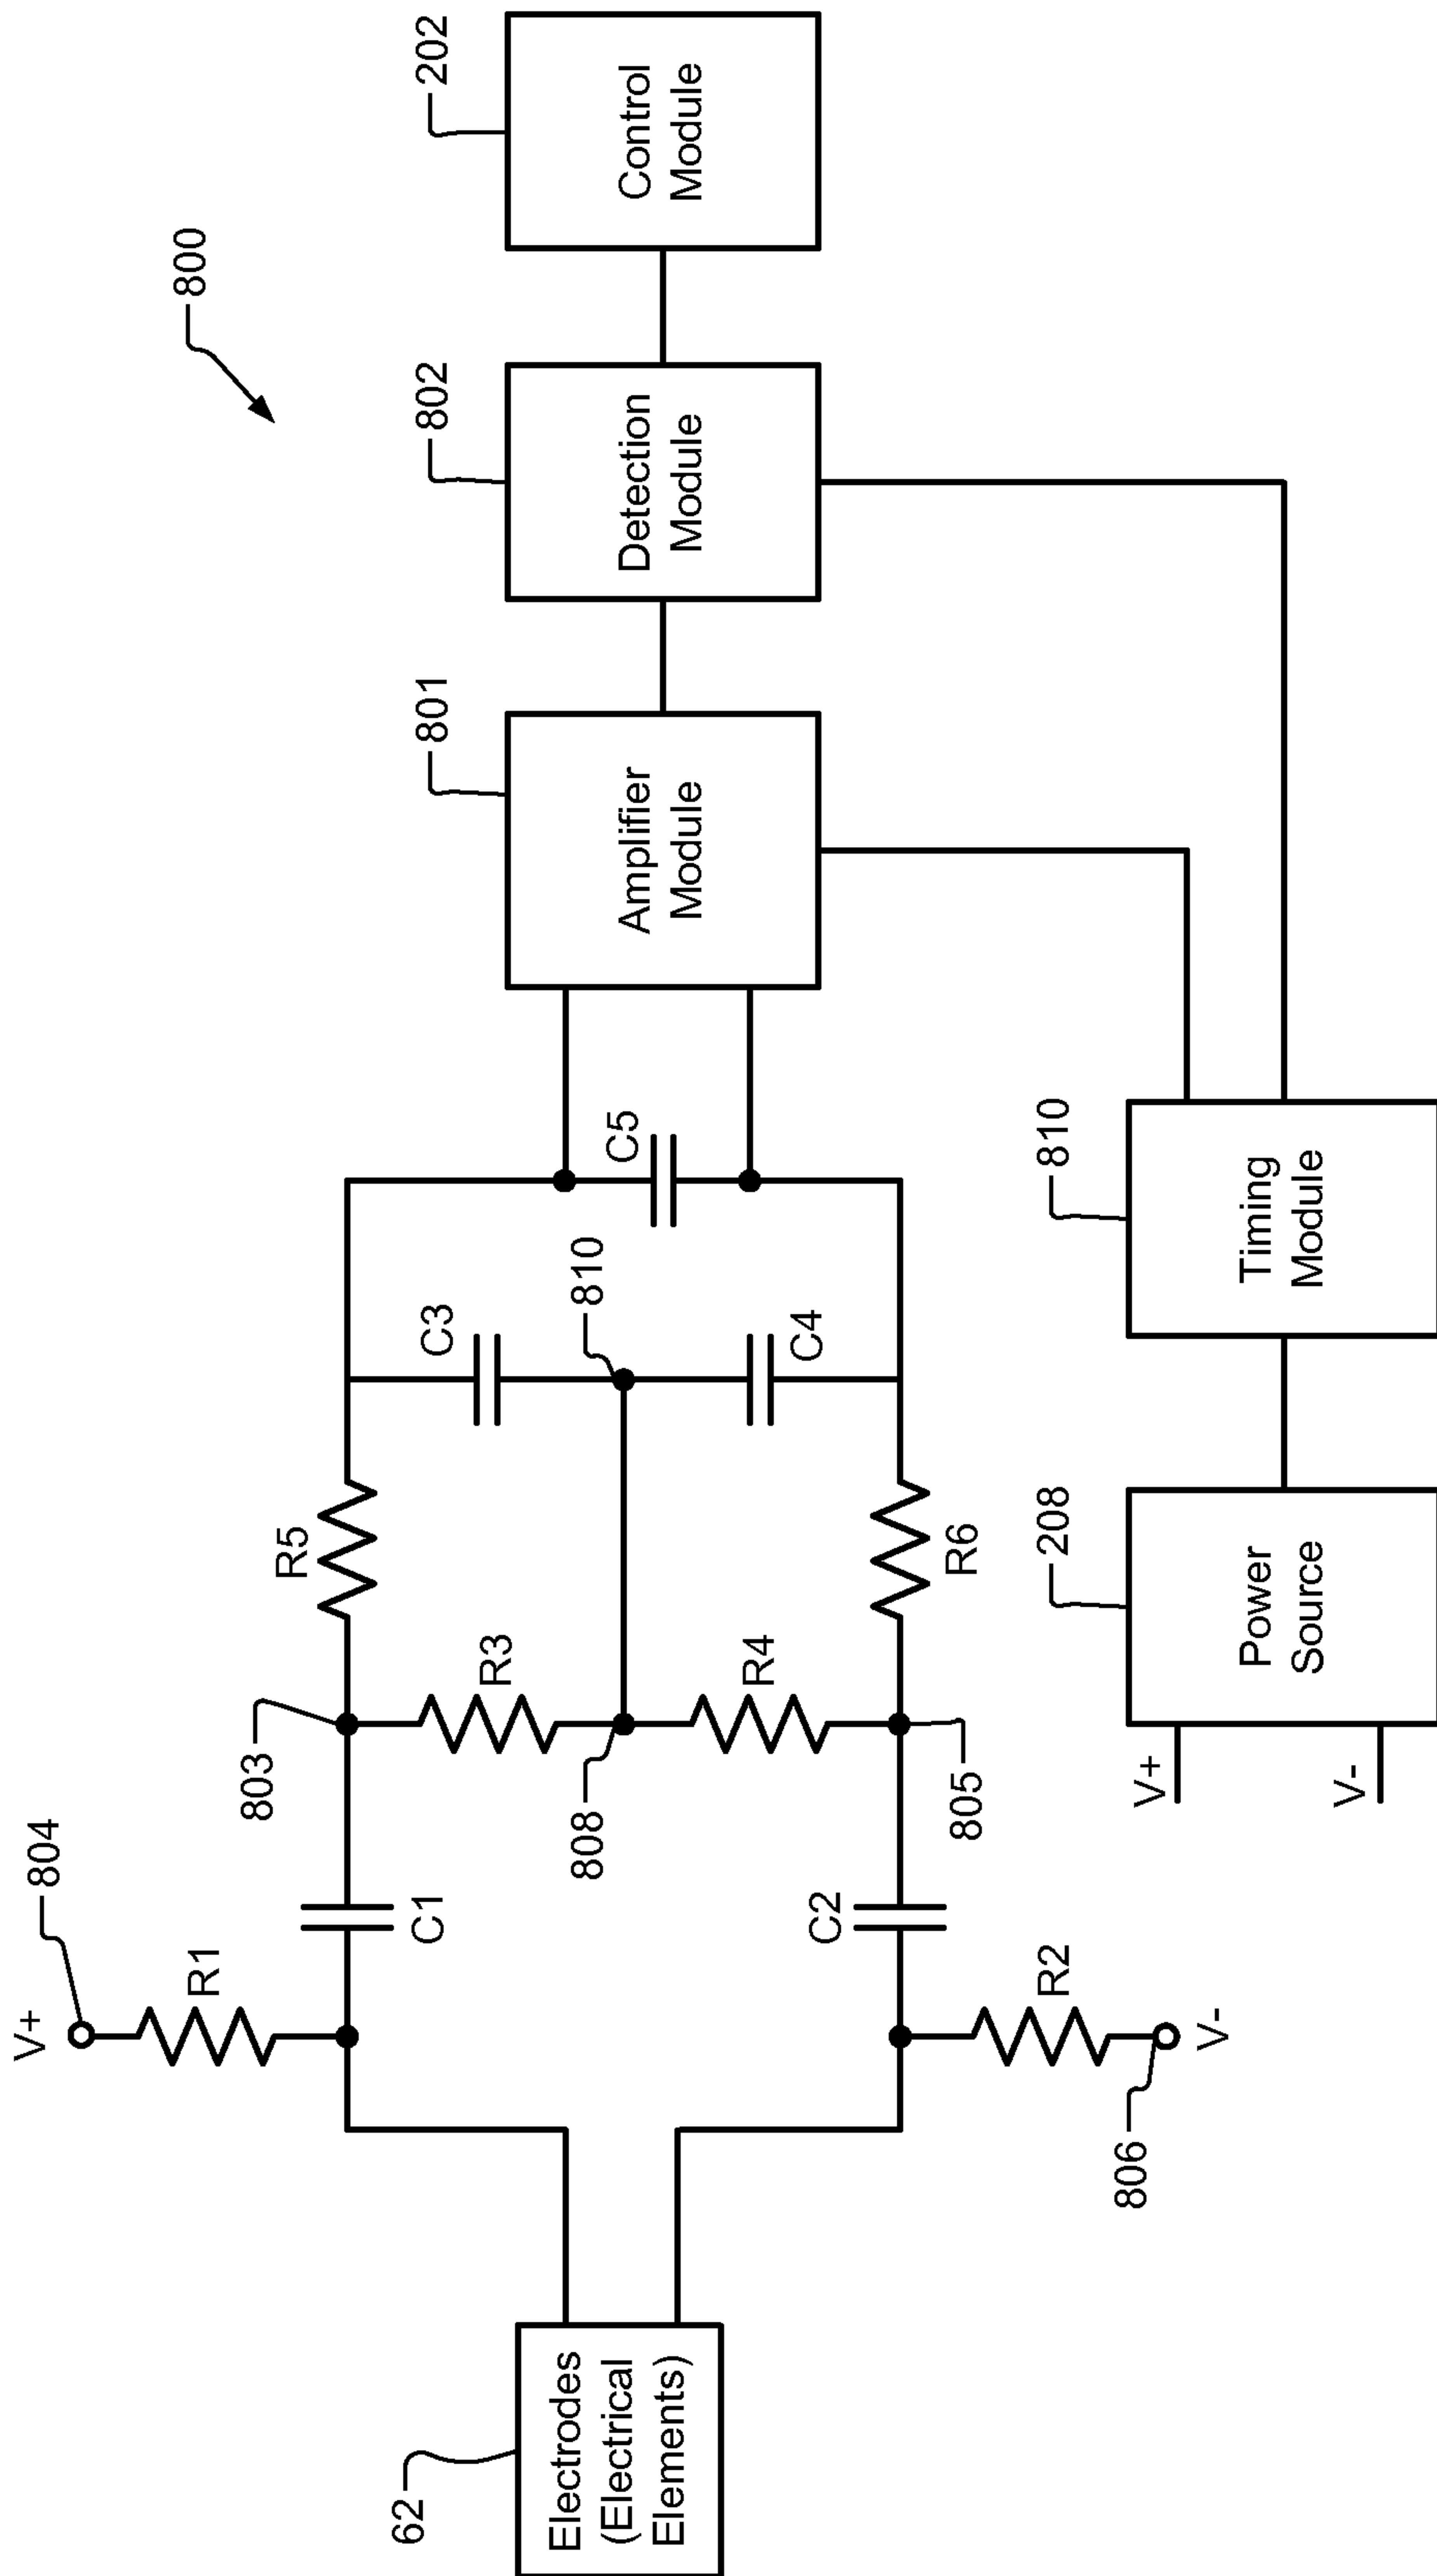 800
V+
804
R1
803
C1
R5
R3
808
R4
805
C2
R2
806
V-
R6
C3
810
C4
C5
62
Electrodes
(Electrical
Elements)
801
Amplifier
Module
802
Detection
Module
202
Control
Module
V+
V-
208
Power
Source
810
Timing
Module